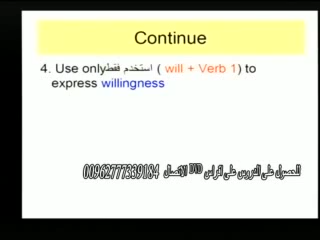 Continue
4. Use only استخدم فقط ( will + Verb 1) to
express willingness
للحصول على الدروس على اقراص DVD الاتصال 00962777339184